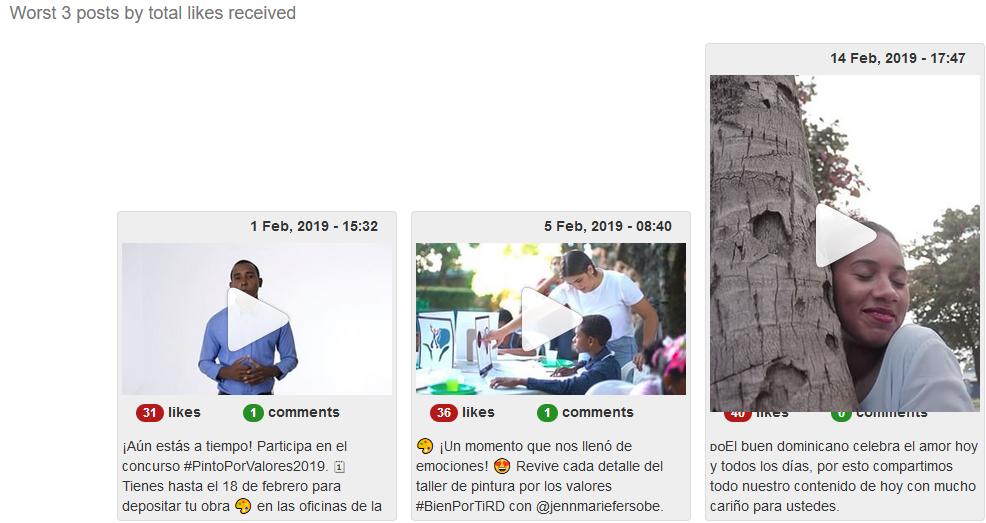 Worst 3 posts by total likes received
1 Feb, 2019 - 15:32
31 likes 1 comments
¡Aún estás a tiempo! Participa en el
concurso #PintoPorValores2019. 🗓
Tienes hasta el 18 de febrero para
depositar tu obra 🎨 en las oficinas de la
5 Feb, 2019 - 08:40
36 likes 1 comments
🎨 ¡Un momento que nos llenó de
emociones! 🤩 Revive cada detalle del
taller de pintura por los valores
#BienPorTiRD con @jennmariefersobe.
14 Feb, 2019 - 17:47
40 likes 0 comments
ᴅᴏEl buen dominicano celebra el amor hoy
y todos los días, por esto compartimos
todo nuestro contenido de hoy con mucho
cariño para ustedes.